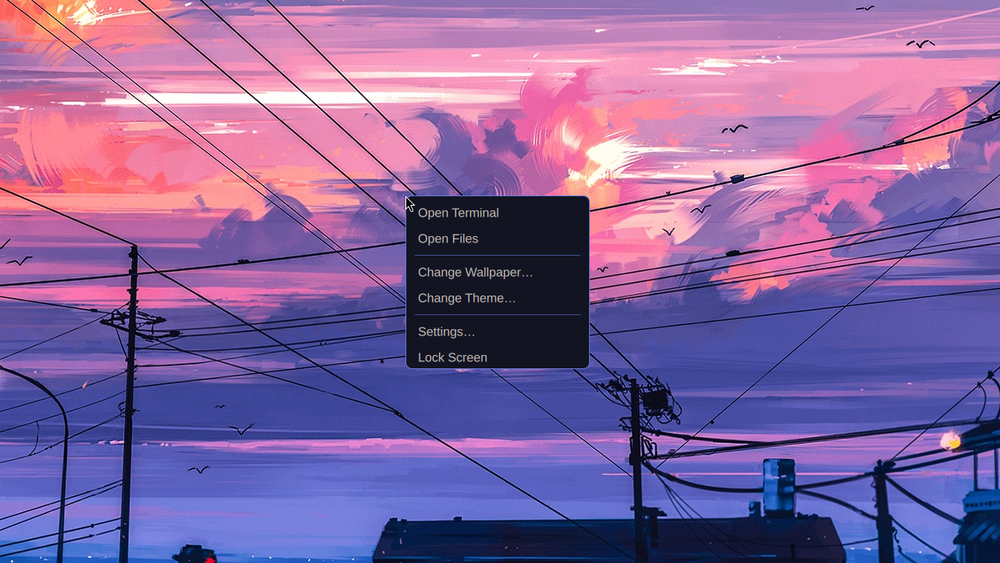 Open Terminal
Open Files
Change Wallpaper…
Change Theme…
Settings…
Lock Screen